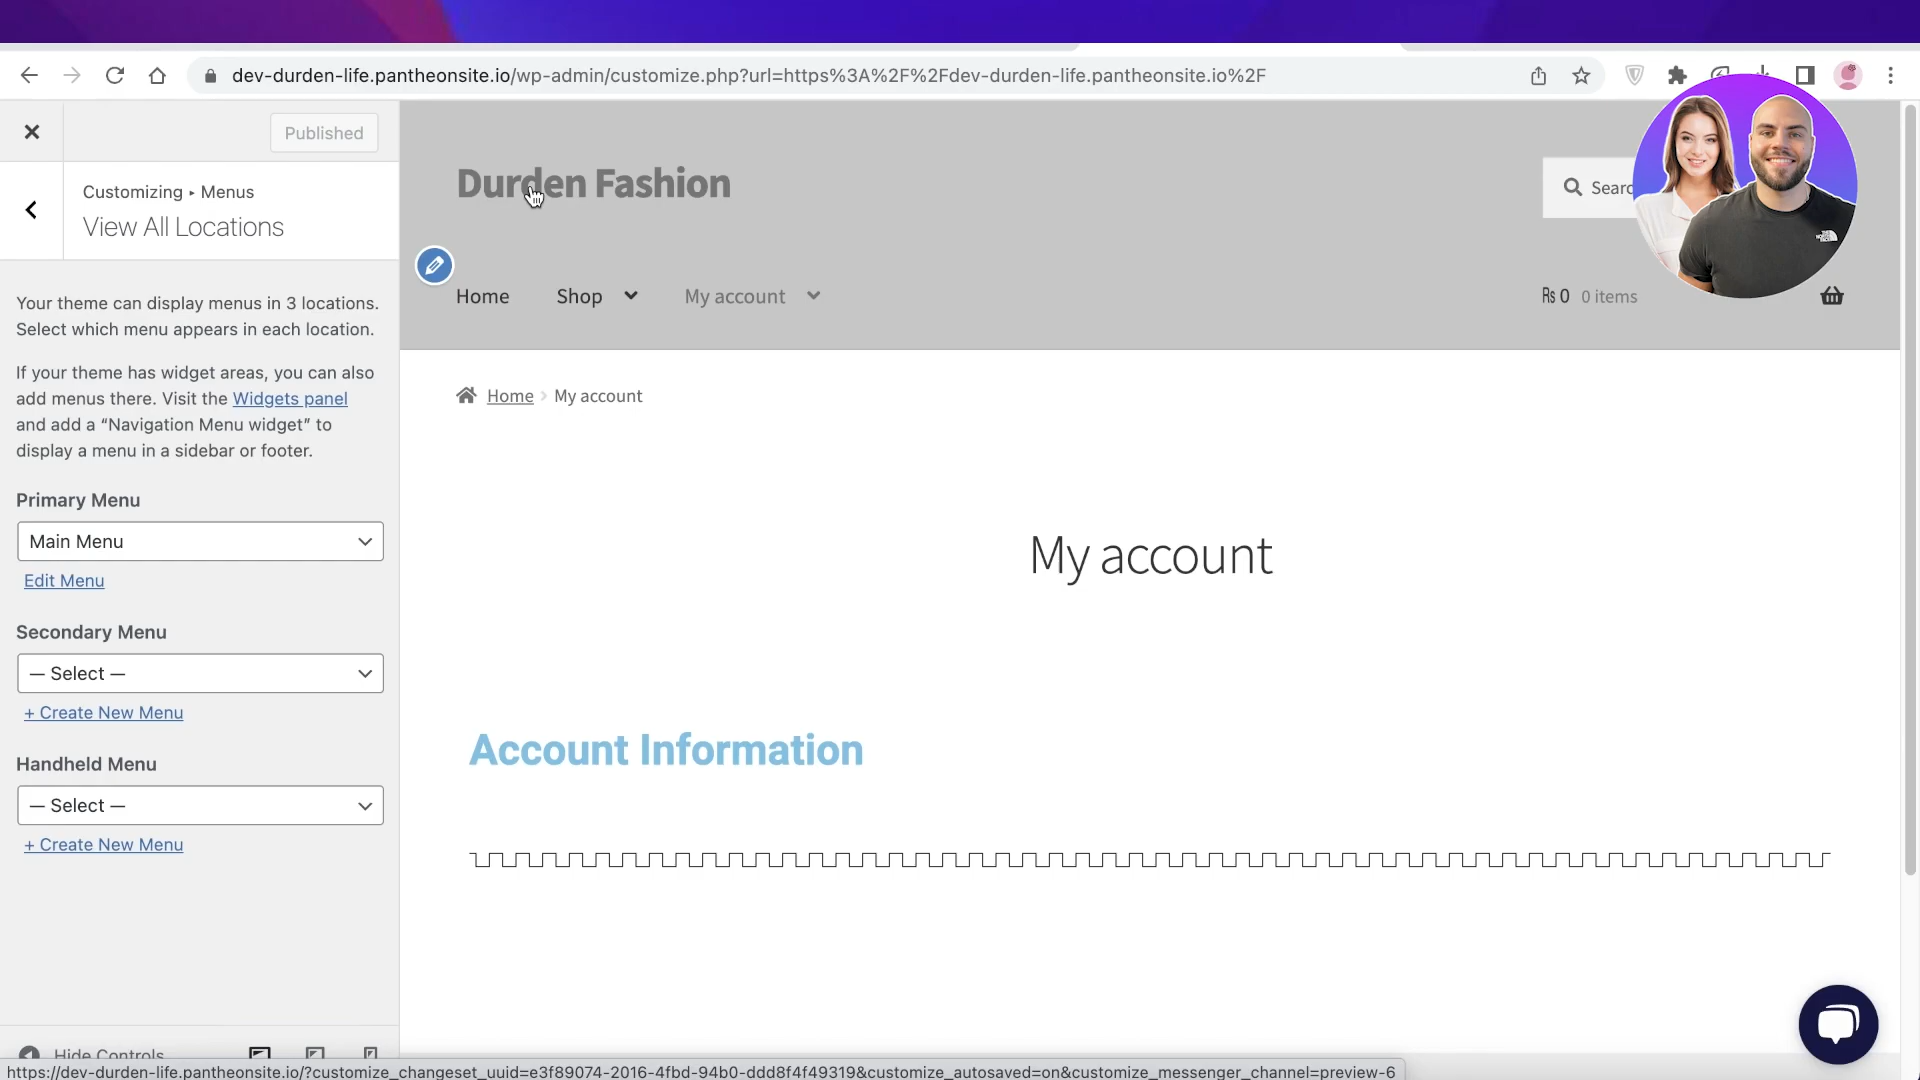 dev-durden-life.pantheonsite.io/wp-admin/customize.php?url=https%3A%2F%2Fdev-durden-life.pantheonsite.io%2F
Published
Customizing ▸ Menus
View All Locations
Your theme can display menus in 3 locations.
Select which menu appears in each location.
If your theme has widget areas, you can also
add menus there. Visit the Widgets panel
and add a “Navigation Menu widget” to
display a menu in a sidebar or footer.
Primary Menu
Main Menu
Edit Menu
Secondary Menu
— Select —
+ Create New Menu
Handheld Menu
— Select —
+ Create New Menu
Hide Controls
Durden Fashion
Searc
Home Shop My account
₨ 0 0 items
Home › My account
My account
Account Information
https://dev-durden-life.pantheonsite.io/?customize_changeset_uuid=e3f89074-2016-4fbd-94b0-ddd8f4f49319&customize_autosaved=on&customize_messenger_channel=preview-6